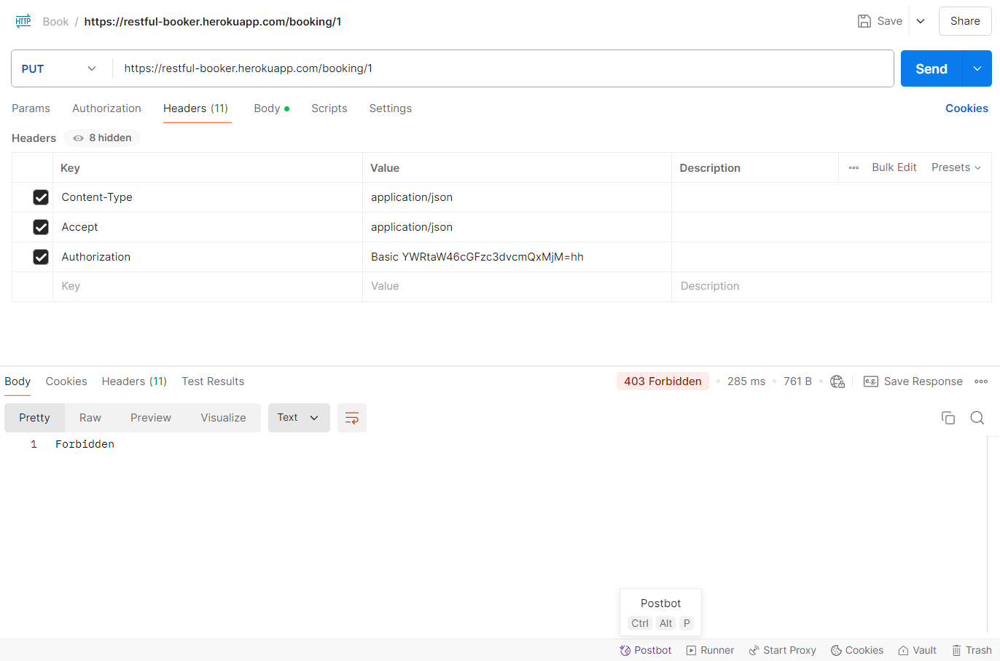 HTTP Book / https://restful-booker.herokuapp.com/booking/1 Save Share
PUT https://restful-booker.herokuapp.com/booking/1 Send
Params Authorization Headers (11) Body Scripts Settings Cookies
Headers 8 hidden
Key Value Description Bulk Edit Presets
Content-Type application/json
Accept application/json
Authorization Basic YWRtaW46cGFzc3dvcmQxMjM=hh
Key Value Description
Body Cookies Headers (11) Test Results 403 Forbidden 285 ms 761 B e.g. Save Response
Pretty Raw Preview Visualize Text
1 Forbidden
Postbot
Ctrl Alt P
Postbot Runner Start Proxy Cookies Vault Trash